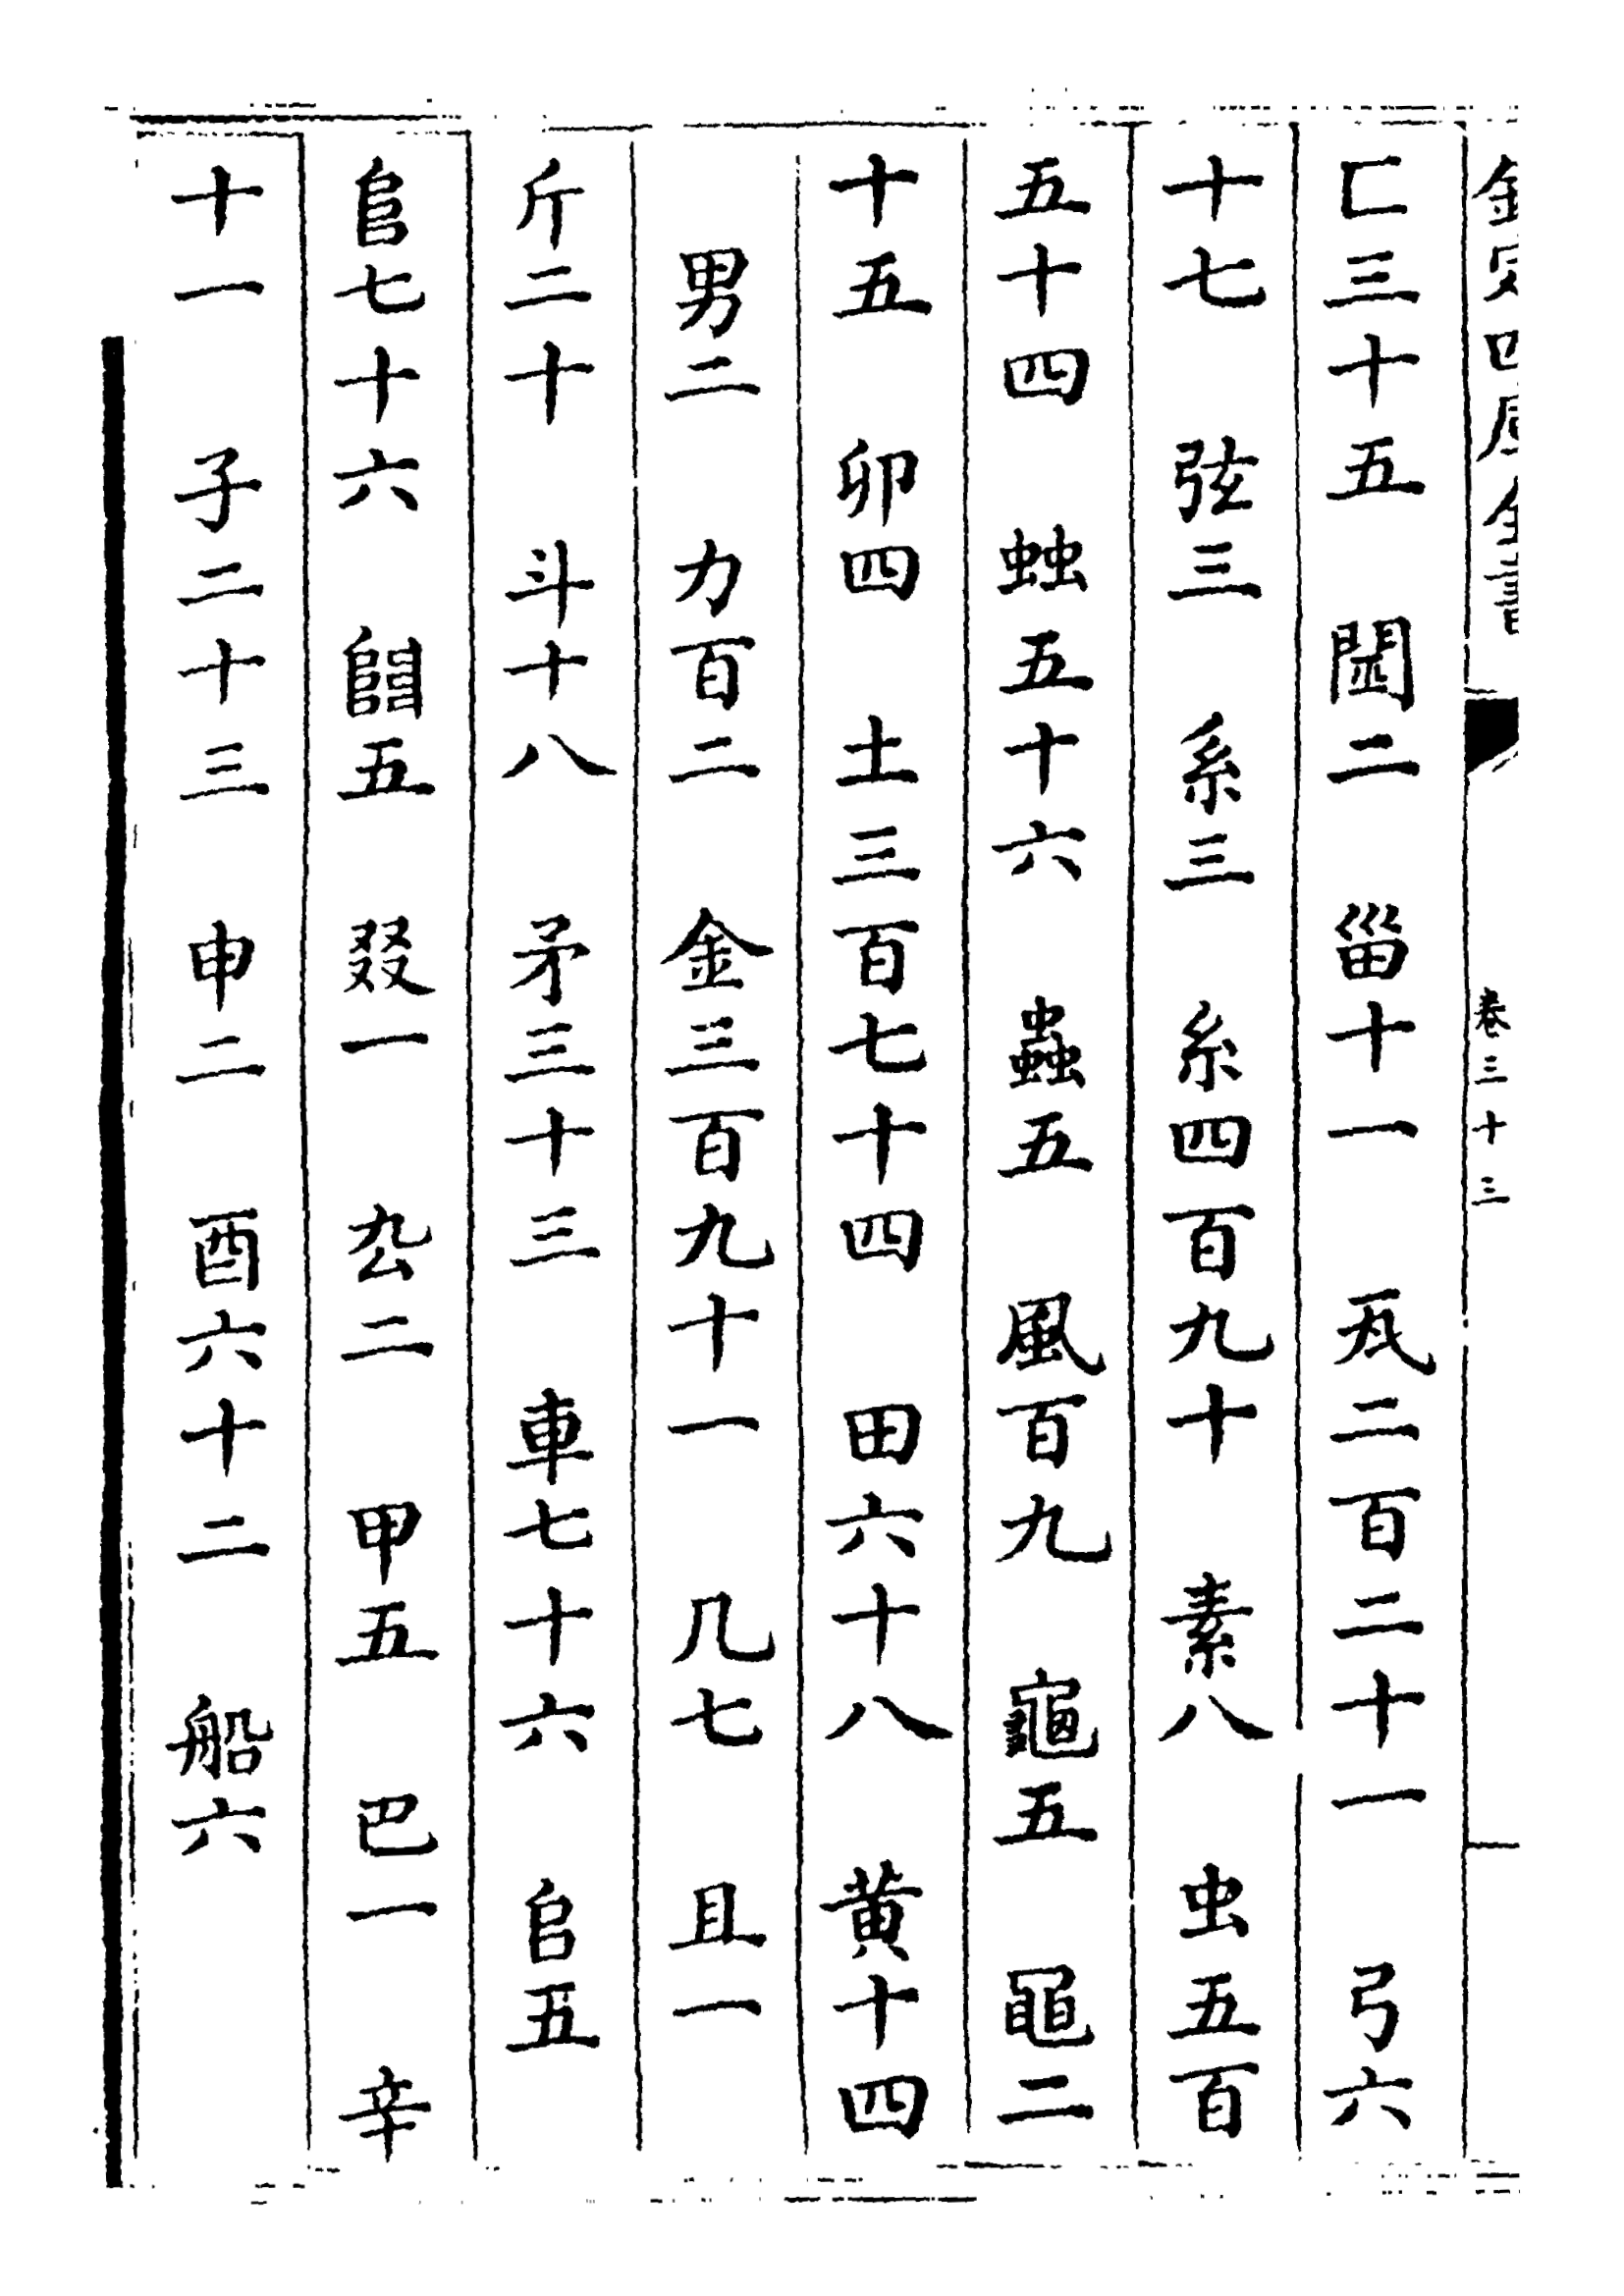 欽定四庫全書 卷三十三
匚三十五 閮二 甾十一 瓦二百二十一 弓六
十七 弦三 系三 糸四百九十 素八 虫五百
五十四 䖵五十六 蟲五 風百九 龜五 黽二
十五 卯四 土三百七十四 田六十八 黄十四
男二 力百二 金三百九十一 几七 且一
斤二十 斗十八 矛三十三 車七十六 𠂤五
𨸏七十六 𨺅五 叕一 厹二 甲五 巴一 辛
十一 子二十三 申二 酉六十二 船六